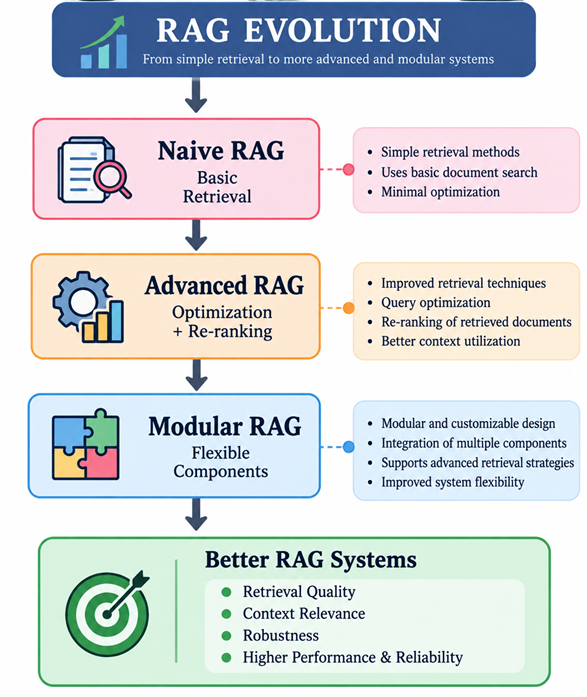 RAG EVOLUTION
From simple retrieval to more advanced and modular systems
Naive RAG
Basic
Retrieval
• Simple retrieval methods
• Uses basic document search
• Minimal optimization
Advanced RAG
Optimization
+ Re-ranking
• Improved retrieval techniques
• Query optimization
• Re-ranking of retrieved documents
• Better context utilization
Modular RAG
Flexible
Components
• Modular and customizable design
• Integration of multiple components
• Supports advanced retrieval strategies
• Improved system flexibility
Better RAG Systems
• Retrieval Quality
• Context Relevance
• Robustness
• Higher Performance & Reliability